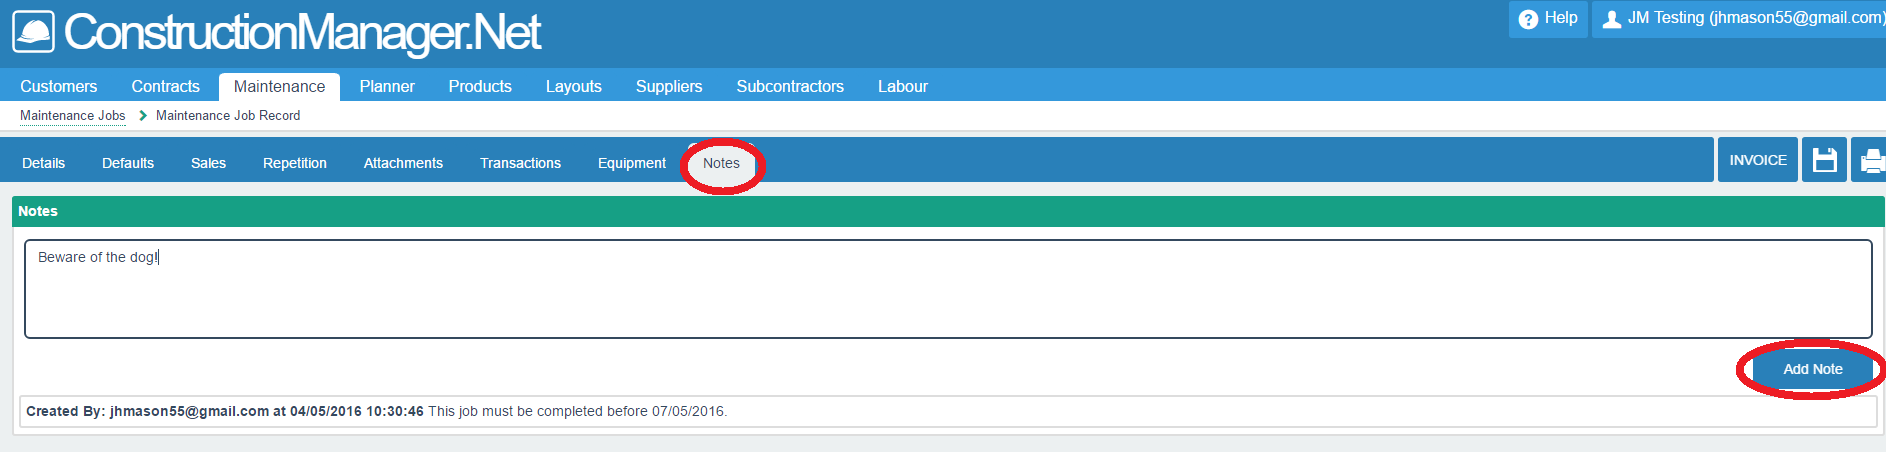 ConstructionManager.Net
Help
JM Testing (jhmason55@gmail.com)
Customers Contracts Maintenance Planner Products Layouts Suppliers Subcontractors Labour
Maintenance Jobs Maintenance Job Record
Details Defaults Sales Repetition Attachments Transactions Equipment Notes INVOICE
Notes
Beware of the dog!
Add Note
Created By: jhmason55@gmail.com at 04/05/2016 10:30:46 This job must be completed before 07/05/2016.